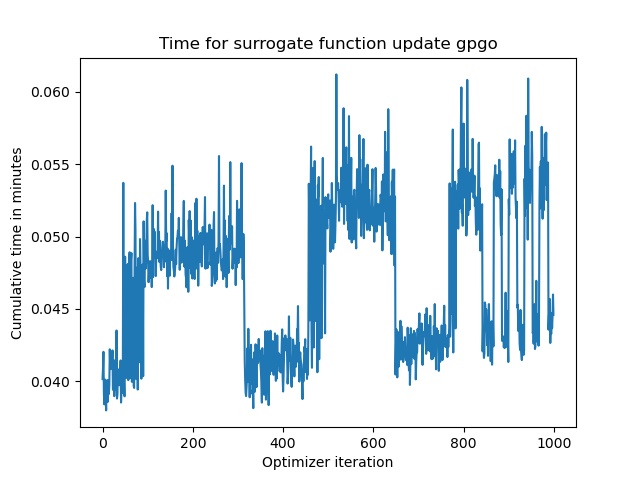 Time for surrogate function update gpgo
0.060
0.055
0.050
0.045
0.040
Cumulative time in minutes
0 200 400 600 800 1000
Optimizer iteration